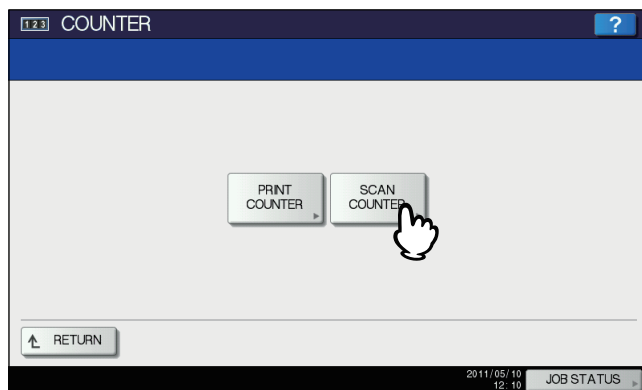 123 COUNTER
?
PRINT
COUNTER
SCAN
COUNTER
RETURN
2011/05/10
12:10
JOB STATUS